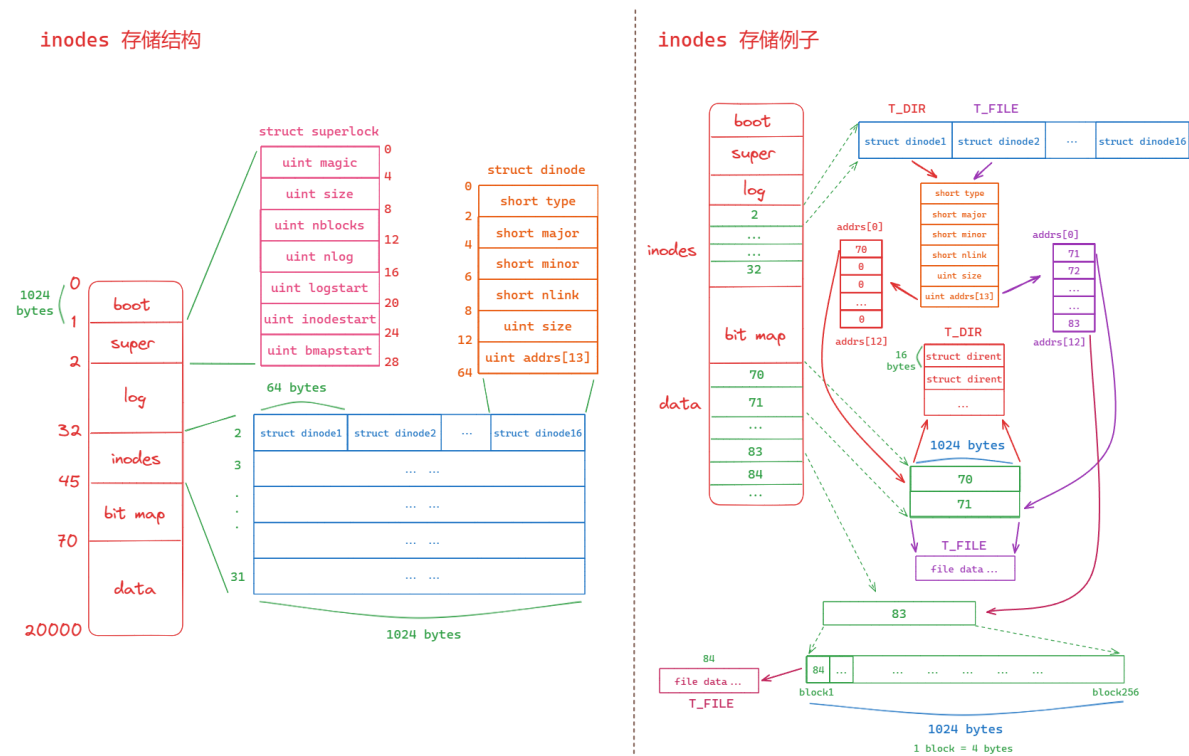 inodes 存储结构
struct superlock
0
uint magic
4
uint size
8
uint nblocks
12
uint nlog
16
uint logstart
20
uint inodestart
24
uint bmapstart
28
struct dinode
0
short type
2
short major
4
short minor
6
short nlink
8
uint size
12
uint addrs[13]
64
1024
bytes
0
boot
1
super
2
log
32
inodes
45
bit map
70
data
20000
64 bytes
2
struct dinode1 struct dinode2 ... struct dinode16
3
... ...
.
... ...
.
... ...
.
31
... ...
1024 bytes
inodes 存储例子
boot
super
log
2
...
...
32
inodes
bit map
data
70
71
...
83
84
...
T_DIR T_FILE
struct dinode1 struct dinode2 ... struct dinode16
short type
short major
short minor
short nlink
uint size
uint addrs[13]
addrs[0]
70
0
0
...
0
addrs[12]
addrs[0]
71
72
...
...
83
addrs[12]
T_DIR
16
bytes
struct dirent
struct dirent
...
1024 bytes
70
71
T_FILE
file data...
83
84
file data...
T_FILE
84 ... ... ... ... ... ...
block1 block256
1024 bytes
1 block = 4 bytes